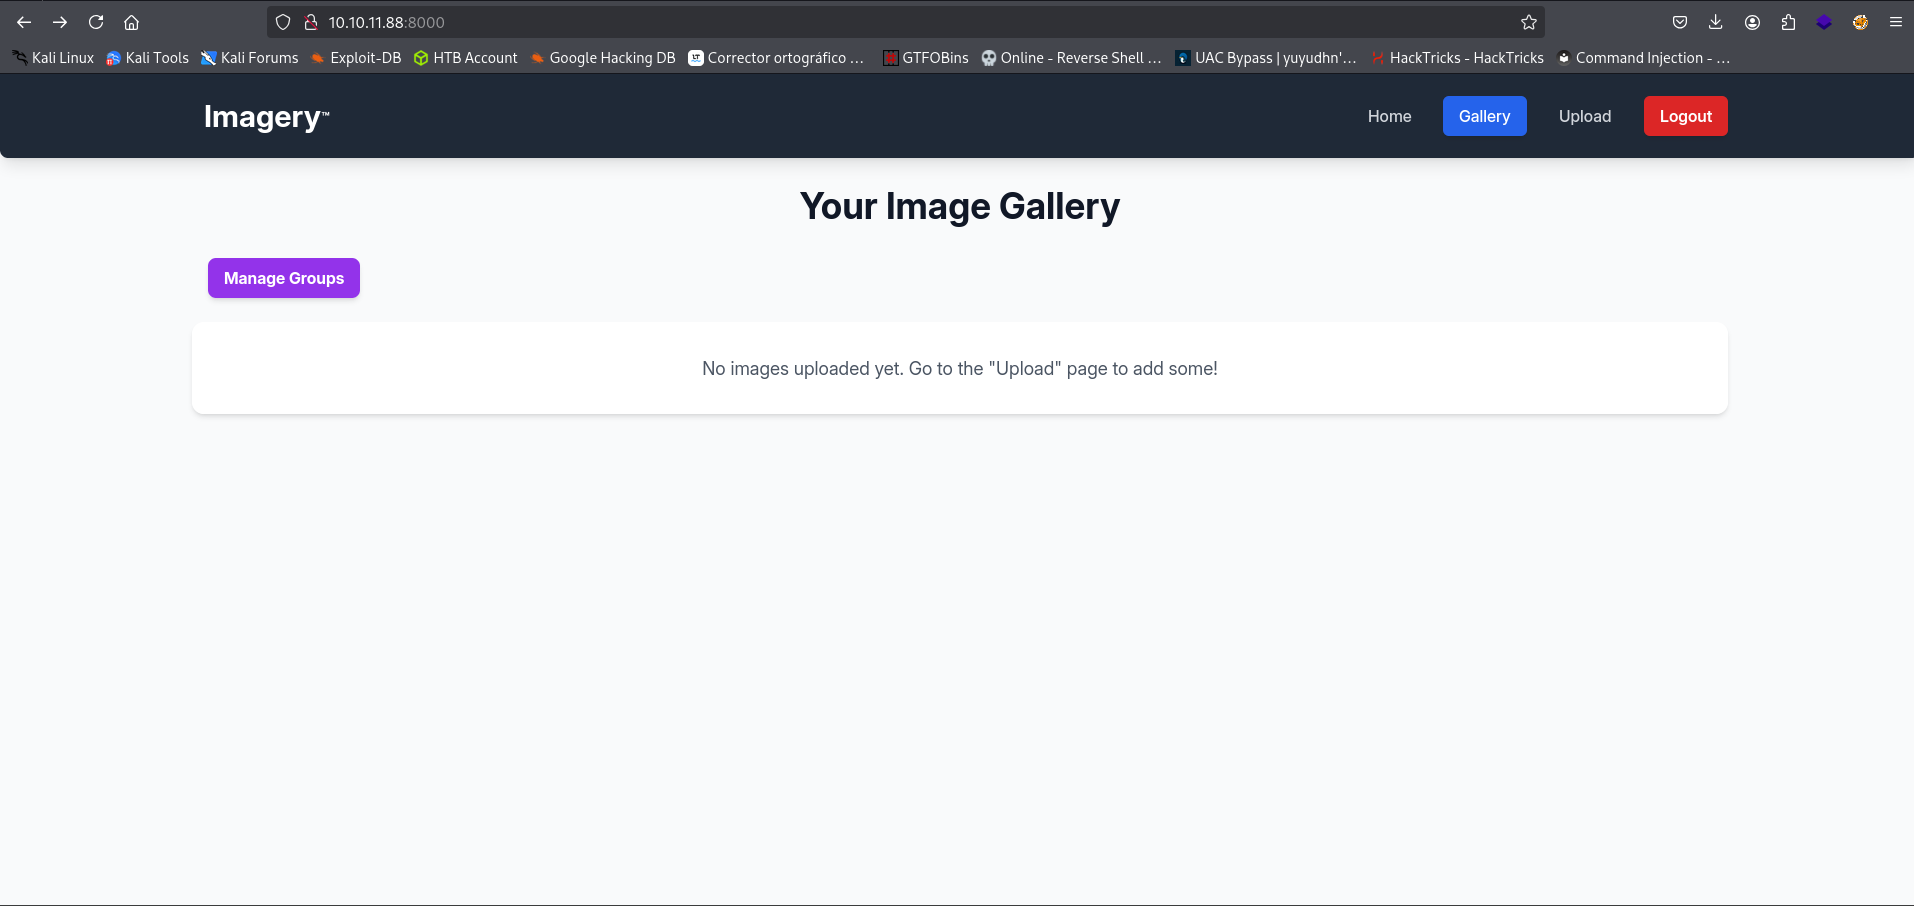 10.10.11.88:8000
Kali Linux Kali Tools Kali Forums Exploit-DB HTB Account Google Hacking DB Corrector ortográfico … GTFOBins Online - Reverse Shell … UAC Bypass | yuyudhn'… HackTricks - HackTricks Command Injection - …
Imagery™ Home Gallery Upload Logout
Your Image Gallery
Manage Groups
No images uploaded yet. Go to the "Upload" page to add some!